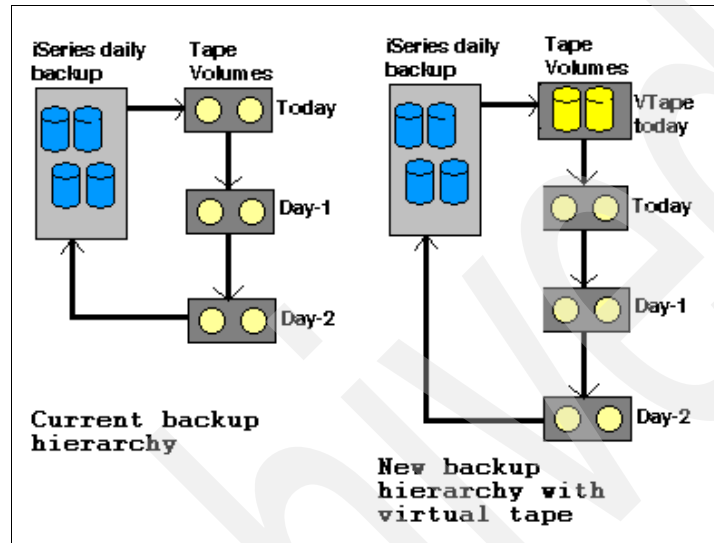 iSeries daily
backup
Tape
Volumes
Today
Day-1
Day-2
Current backup
hierarchy
iSeries daily
backup
Tape
Volumes
VTape
today
Today
Day-1
Day-2
New backup
hierarchy with
virtual tape